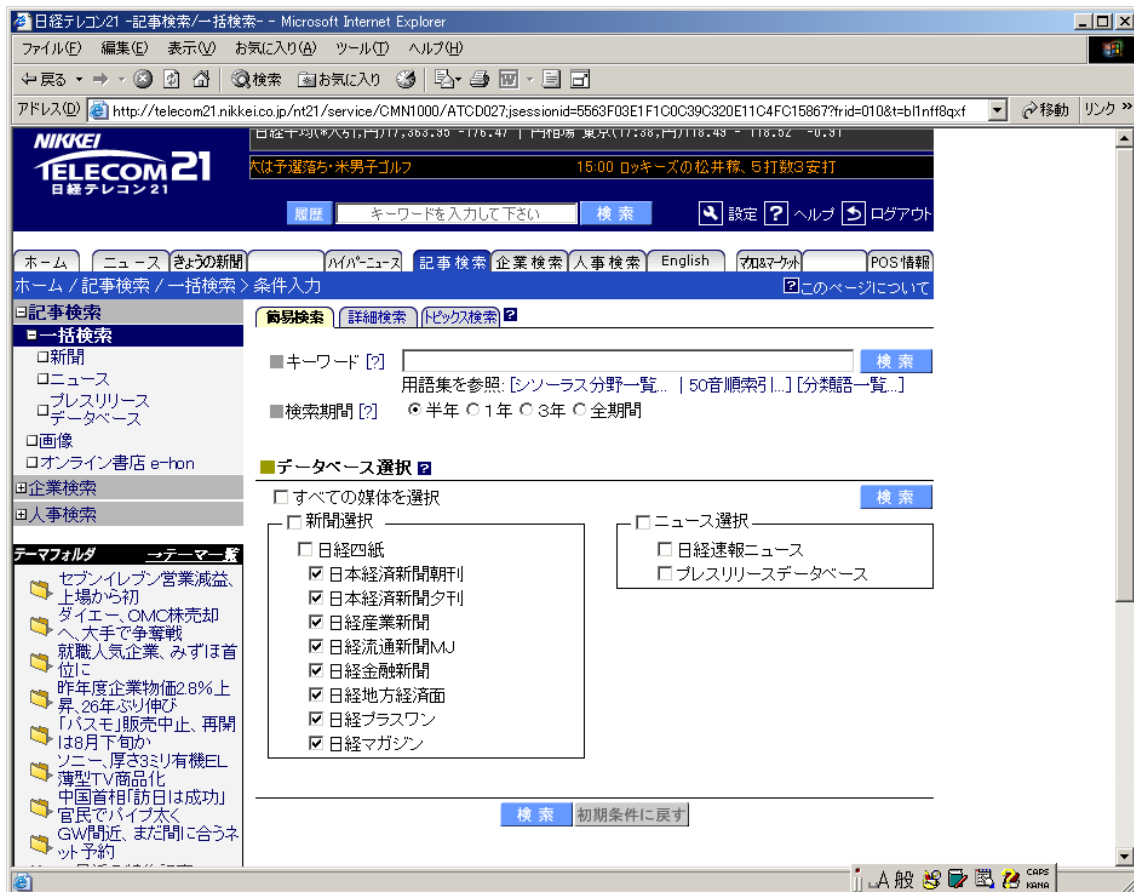 日経テレコン21 -記事検索/一括検索- - Microsoft Internet Explorer
ファイル(F) 編集(E) 表示(V) お気に入り(A) ツール(T) ヘルプ(H)
戻る 検索 お気に入り
アドレス(D) http://telecom21.nikkei.co.jp/nt21/service/CMN1000/ATCD027;jsessionid=5563F03E1F1C0C39C320E11C4FC15867?frid=010&t=bl1nff8qxf 移動 リンク »
NIKKEI
TELECOM21
日経テレコン21
日経平均(*大引,円)17,363.95 -176.47 | 円相場 東京(17:38,円)118.49 - 118.52 -0.91
大は予選落ち・米男子ゴルフ 15:00 ロッキーズの松井稼、5打数3安打
履歴 キーワードを入力して下さい 検索 設定 ? ヘルプ ログアウト
ホーム ニュース きょうの新聞 ハイパーニュース 記事検索 企業検索 人事検索 English マクロ&マーケット POS情報
ホーム / 記事検索 / 一括検索 > 条件入力 ?このページについて
記事検索
一括検索
新聞
ニュース
プレスリリース
データベース
画像
オンライン書店 e-hon
企業検索
人事検索
テーマフォルダ →テーマ一覧
セブンイレブン営業減益、
上場から初
ダイエー、OMC株売却
へ、大手で争奪戦
就職人気企業、みずほ首
位に
昨年度企業物価2.8%上
昇、26年ぶり伸び
「パスモ」販売中止、再開
は8月下旬か
ソニー、厚さ3ミリ有機EL
薄型TV商品化
中国首相「訪日は成功」
官民でパイプ太く
GW間近、まだ間に合うネ
ット予約
簡易検索 詳細検索 トピックス検索 ?
キーワード [?] 検索
用語集を参照: [シソーラス分野一覧... | 50音順索引...] [分類語一覧...]
検索期間 [?] 半年 1年 3年 全期間
データベース選択 ?
すべての媒体を選択 検索
新聞選択
日経四紙
日本経済新聞朝刊
日本経済新聞夕刊
日経産業新聞
日経流通新聞MJ
日経金融新聞
日経地方経済面
日経プラスワン
日経マガジン
ニュース選択
日経速報ニュース
プレスリリースデータベース
検索 初期条件に戻す
A 般 CAPS
KANA